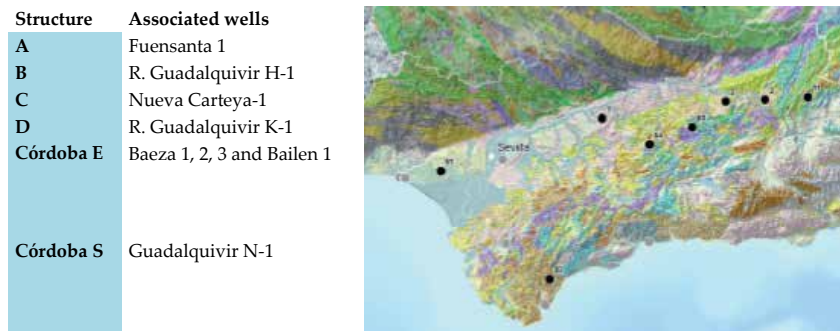 Structure Associated wells
A Fuensanta 1
B R. Guadalquivir H-1
C Nueva Carteya-1
D R. Guadalquivir K-1
Córdoba E Baeza 1, 2, 3 and Bailen 1
Córdoba S Guadalquivir N-1
Sevilla